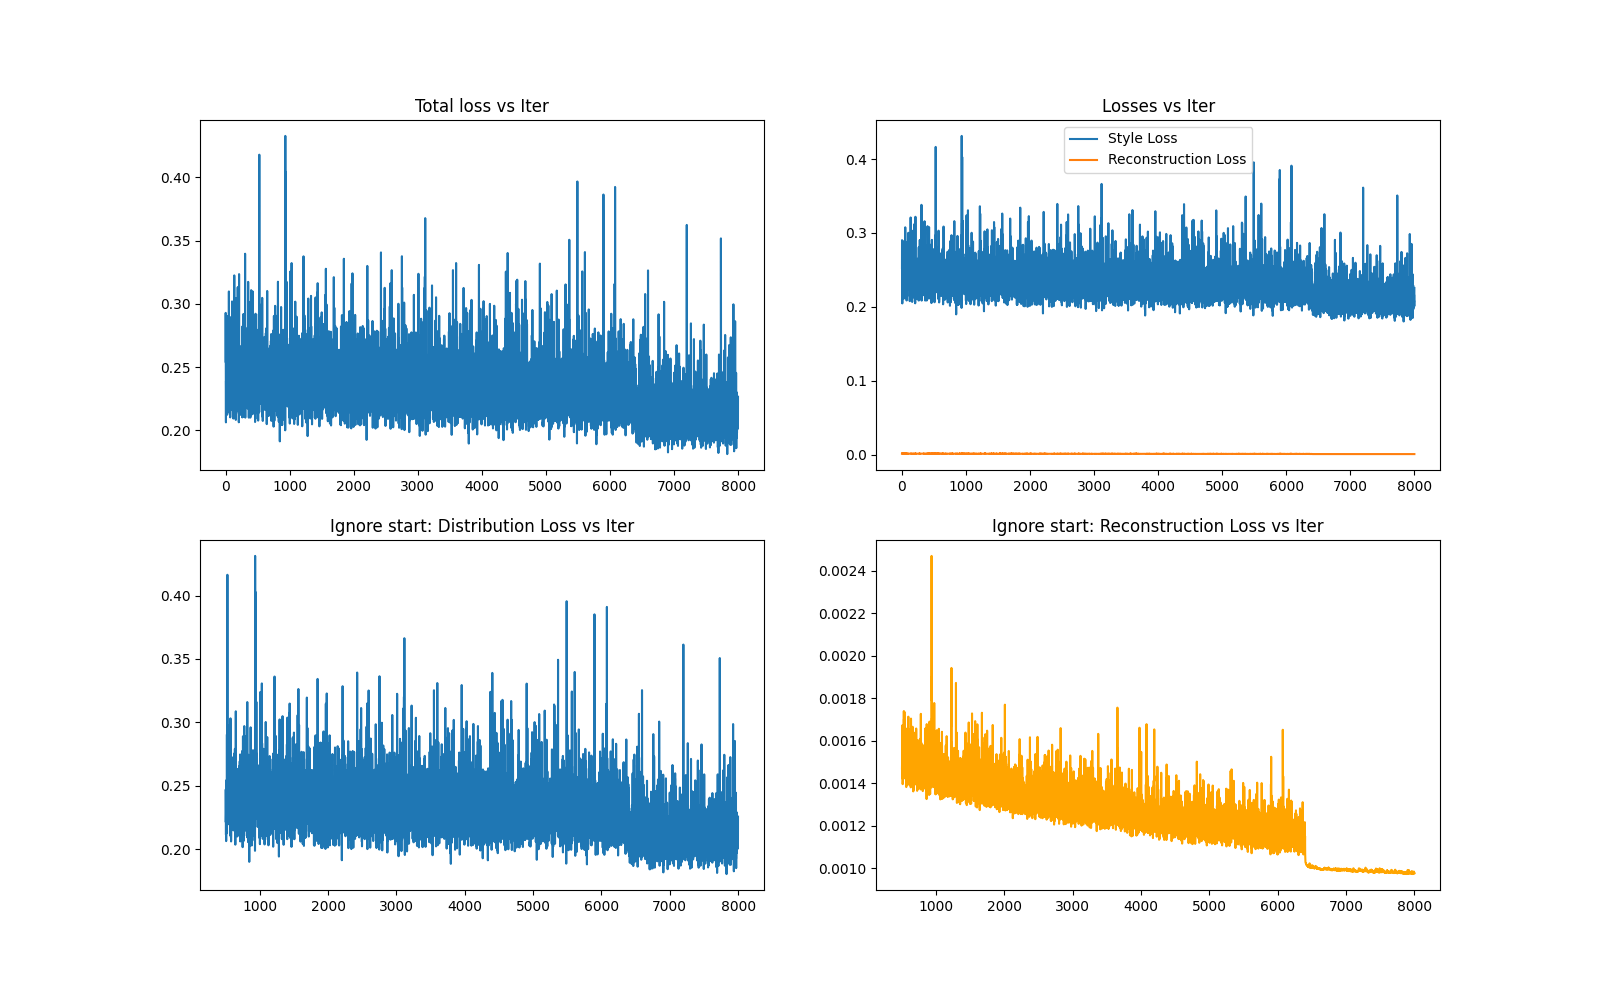 Total loss vs Iter
0.40
0.35
0.30
0.25
0.20
0 1000 2000 3000 4000 5000 6000 7000 8000
Losses vs Iter
Style Loss
Reconstruction Loss
0.4
0.3
0.2
0.1
0.0
0 1000 2000 3000 4000 5000 6000 7000 8000
Ignore start: Distribution Loss vs Iter
0.40
0.35
0.30
0.25
0.20
1000 2000 3000 4000 5000 6000 7000 8000
Ignore start: Reconstruction Loss vs Iter
0.0024
0.0022
0.0020
0.0018
0.0016
0.0014
0.0012
0.0010
1000 2000 3000 4000 5000 6000 7000 8000